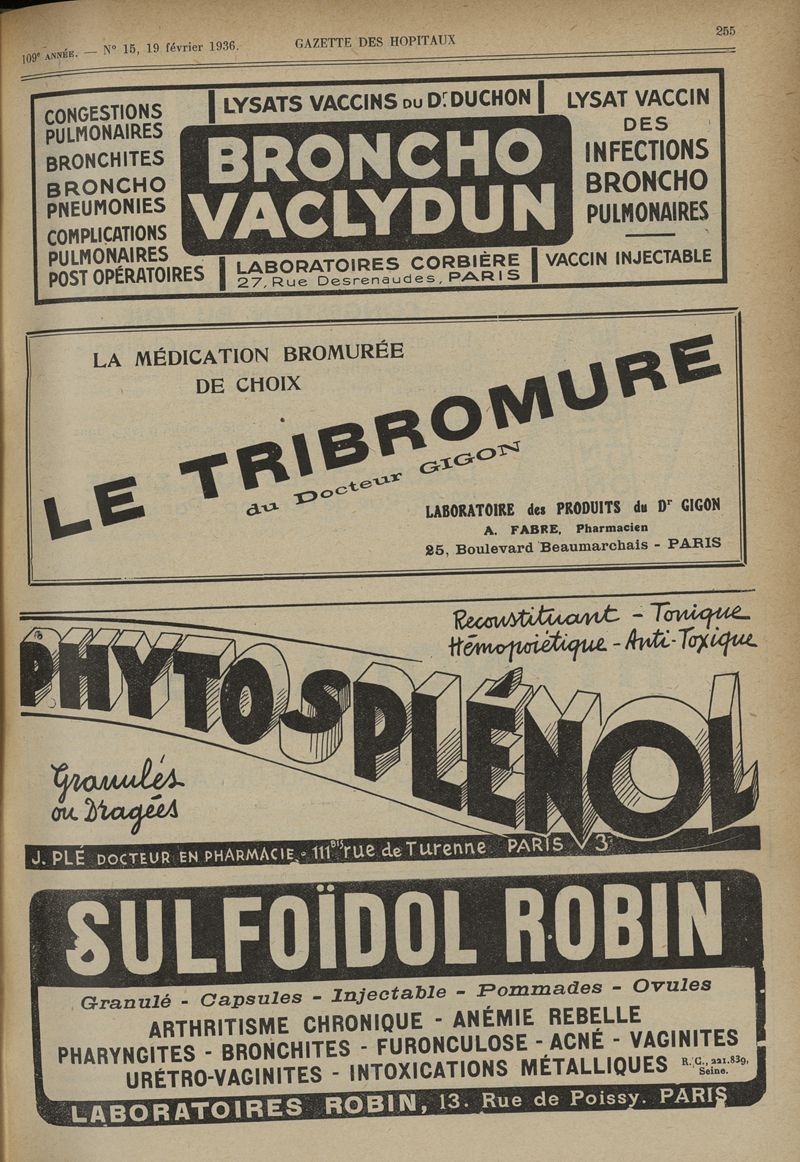 109e ANNÉE. — N° 15, 19 février 1936.
GAZETTE DES HOPITAUX
255
CONGESTIONS
PULMONAIRES
BRONCHITES
BRONCHO
PNEUMONIES
COMPLICATIONS
PULMONAIRES
POST OPÉRATOIRES
LYSATS VACCINS DU Dr DUCHON
BRONCHO
VACLYDUN
LABORATOIRES CORBIÈRE
27, Rue Desrenaudes, PARIS
LYSAT VACCIN
DES
INFECTIONS
BRONCHO
PULMONAIRES
VACCIN INJECTABLE
LA MÉDICATION BROMURÉE
DE CHOIX
LE TRIBROMURE
du Docteur GIGON
LABORATOIRE des PRODUITS du Dr GIGON
A. FABRE, Pharmacien
25, Boulevard Beaumarchais - PARIS
Reconstituant - Tonique
Hémopoiétique - Anti-Toxique
PHYTOSPLÉNOL
Granulés
ou Dragées
J. PLÉ DOCTEUR EN PHARMACIE - 111BIS rue de Turenne PARIS 3e
SULFOÏDOL ROBIN
Granulé - Capsules - Injectable - Pommades - Ovules
ARTHRITISME CHRONIQUE - ANÉMIE REBELLE
PHARYNGITES - BRONCHITES - FURONCULOSE - ACNÉ - VAGINITES
URÉTRO-VAGINITES - INTOXICATIONS MÉTALLIQUES
R. C., 221.839,
Seine.
LABORATOIRES ROBIN, 13. Rue de Poissy. PARIS